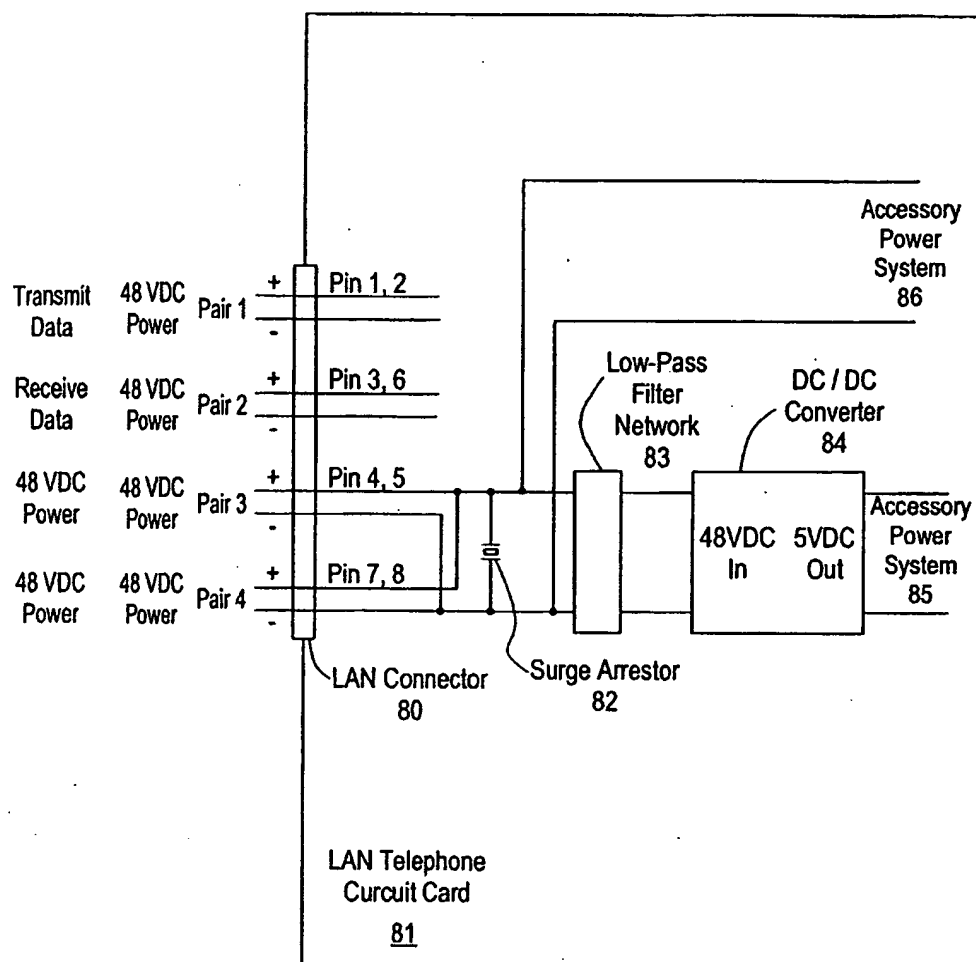 Accessory
Power
System
86
Transmit
Data
48 VDC
Power
Pair 1
+
-
Pin 1, 2
Receive
Data
48 VDC
Power
Pair 2
+
-
Pin 3, 6
Low-Pass
Filter
Network
83
DC / DC
Converter
84
48 VDC
Power
48 VDC
Power
Pair 3
+
-
Pin 4, 5
48VDC
In
5VDC
Out
Accessory
Power
System
85
48 VDC
Power
48 VDC
Power
Pair 4
+
-
Pin 7, 8
LAN Connector
80
Surge Arrestor
82
LAN Telephone
Curcuit Card
81